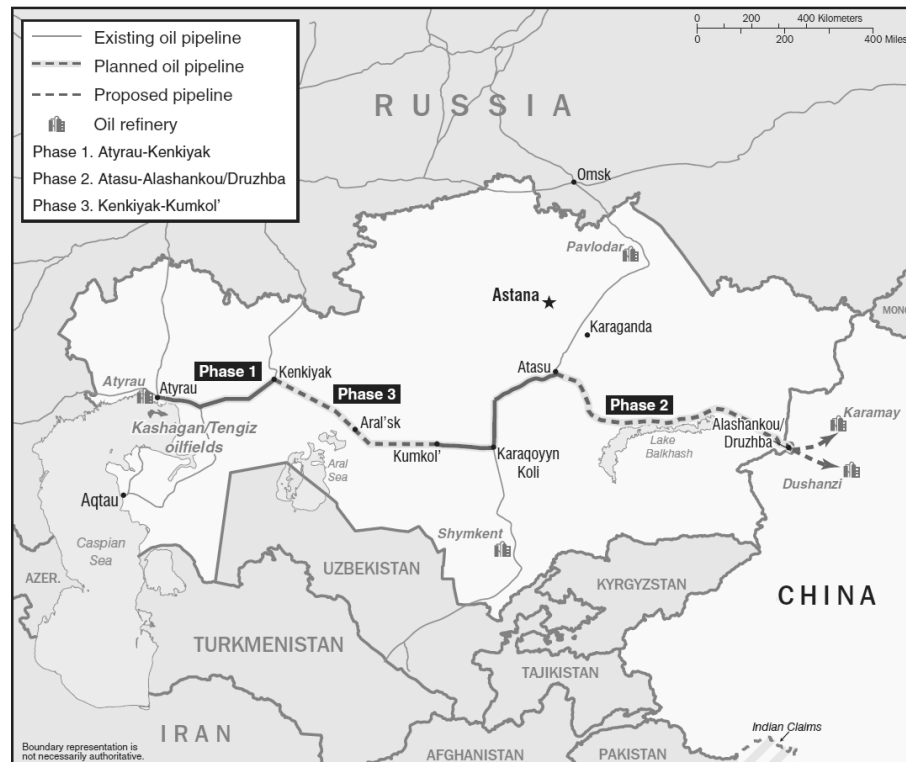 Existing oil pipeline
Planned oil pipeline
Proposed pipeline
Oil refinery
Phase 1. Atyrau-Kenkiyak
Phase 2. Atasu-Alashankou/Druzhba
Phase 3. Kenkiyak-Kumkol'
0 200 400 Kilometers
0 200 400 Miles
RUSSIA
Omsk
Pavlodar
Astana
Karaganda
MONG
Atasu
Phase 1
Kenkiyak
Atyrau
Atyrau
Phase 3
Phase 2
Kashagan/Tengiz
oilfields
Aral'sk
Alashankou/
Druzhba
Karamay
Kumkol'
Karaqoyyn
Koli
Lake
Balkhash
Dushanzi
Aral
Sea
Aqtau
Shymkent
Caspian
Sea
AZER.
UZBEKISTAN
KYRGYZSTAN
CHINA
TURKMENISTAN
TAJIKISTAN
IRAN
Indian Claims
Boundary representation is
not necessarily authoritative.
AFGHANISTAN
PAKISTAN